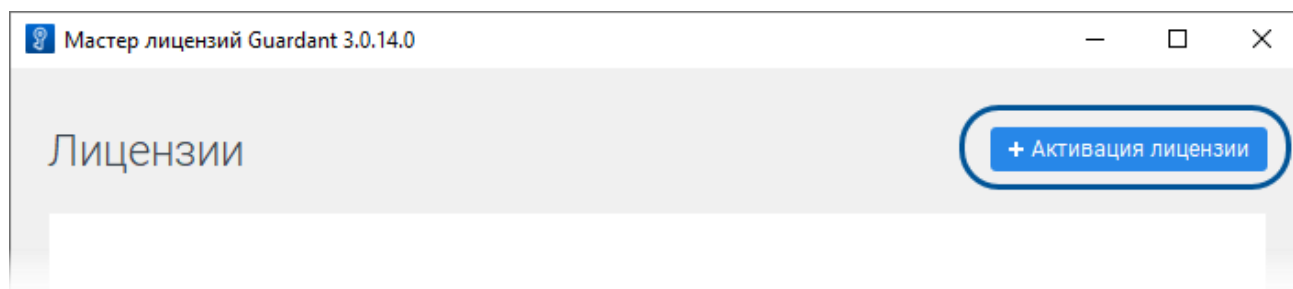 Мастер лицензий Guardant 3.0.14.0
Лицензии
+ Активация лицензии